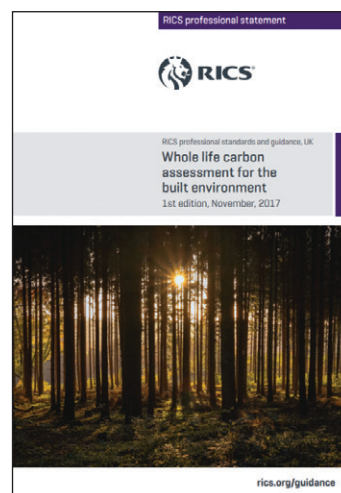 RICS professional statement
RICS
RICS professional standards and guidance, UK
Whole life carbon
assessment for the
built environment
1st edition, November, 2017
rics.org/guidance